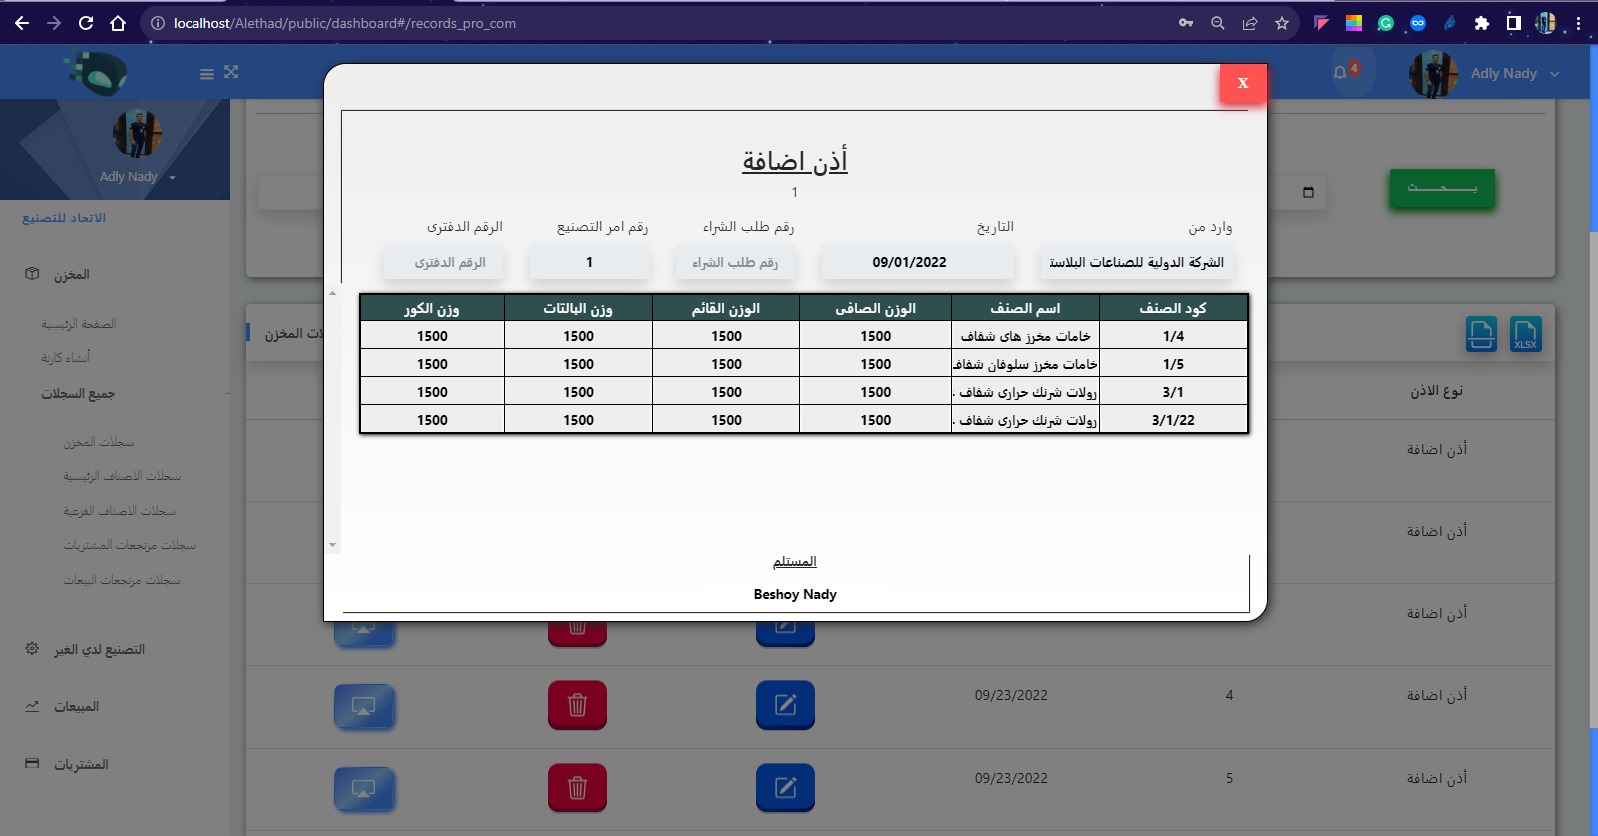 localhost/Alethad/public/dashboard#/records_pro_com
4
Adly Nady
Adly Nady
الاتحاد للتصنيع
المخزن
الصفحة الرئيسية
أنشاء كارتة
جميع السجلات
سجلات المخزن
سجلات الاصناف الرئيسية
سجلات الاصناف الفرعية
سجلات مرتجعات المشتريات
سجلات مرتجعات البيعات
التصنيع لدي الغير
المبيعات
المشتريات
x
أذن اضافة
1
وارد من التاريخ رقم طلب الشراء رقم امر التصنيع الرقم الدفترى
الشركة الدولية للصناعات البلاست 09/01/2022 رقم طلب الشراء 1 الرقم الدفترى
كود الصنف اسم الصنف الوزن الصافى الوزن القائم وزن البالتات وزن الكور
1/4 خامات مخرز هاى شفاف 1500 1500 1500 1500
1/5 خامات مخرز سلوفان شفاف 1500 1500 1500 1500
3/1 رولات شرنك حرارى شفاف 1500 1500 1500 1500
3/1/22 رولات شرنك حرارى شفاف 1500 1500 1500 1500
المستلم
Beshoy Nady
يـــــحـــــث
XLSX
لات المخزن
نوع الاذن
أذن اضافة
أذن اضافة
أذن اضافة
أذن اضافة 4 09/23/2022
أذن اضافة 5 09/23/2022